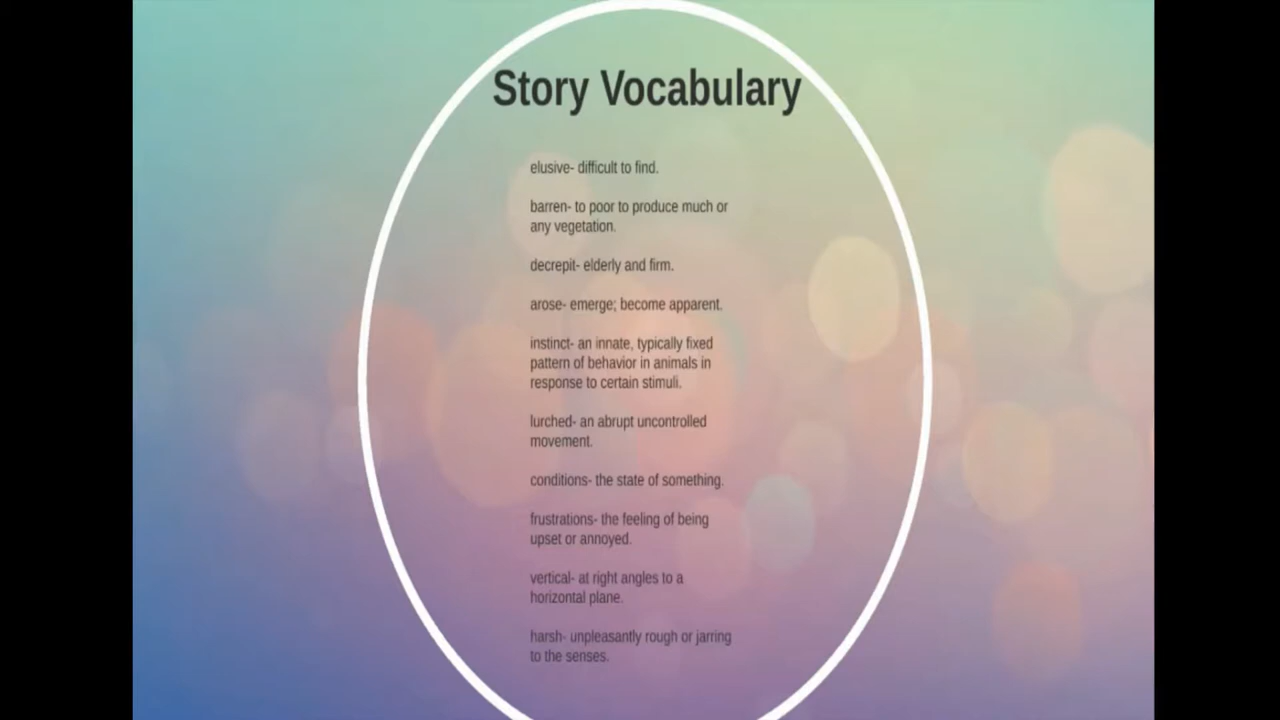 Story Vocabulary
elusive- difficult to find.
barren- to poor to produce much or
any vegetation.
decrepit- elderly and firm.
arose- emerge; become apparent.
instinct- an innate, typically fixed
pattern of behavior in animals in
response to certain stimuli.
lurched- an abrupt uncontrolled
movement.
conditions- the state of something.
frustrations- the feeling of being
upset or annoyed.
vertical- at right angles to a
horizontal plane.
harsh- unpleasantly rough or jarring
to the senses.